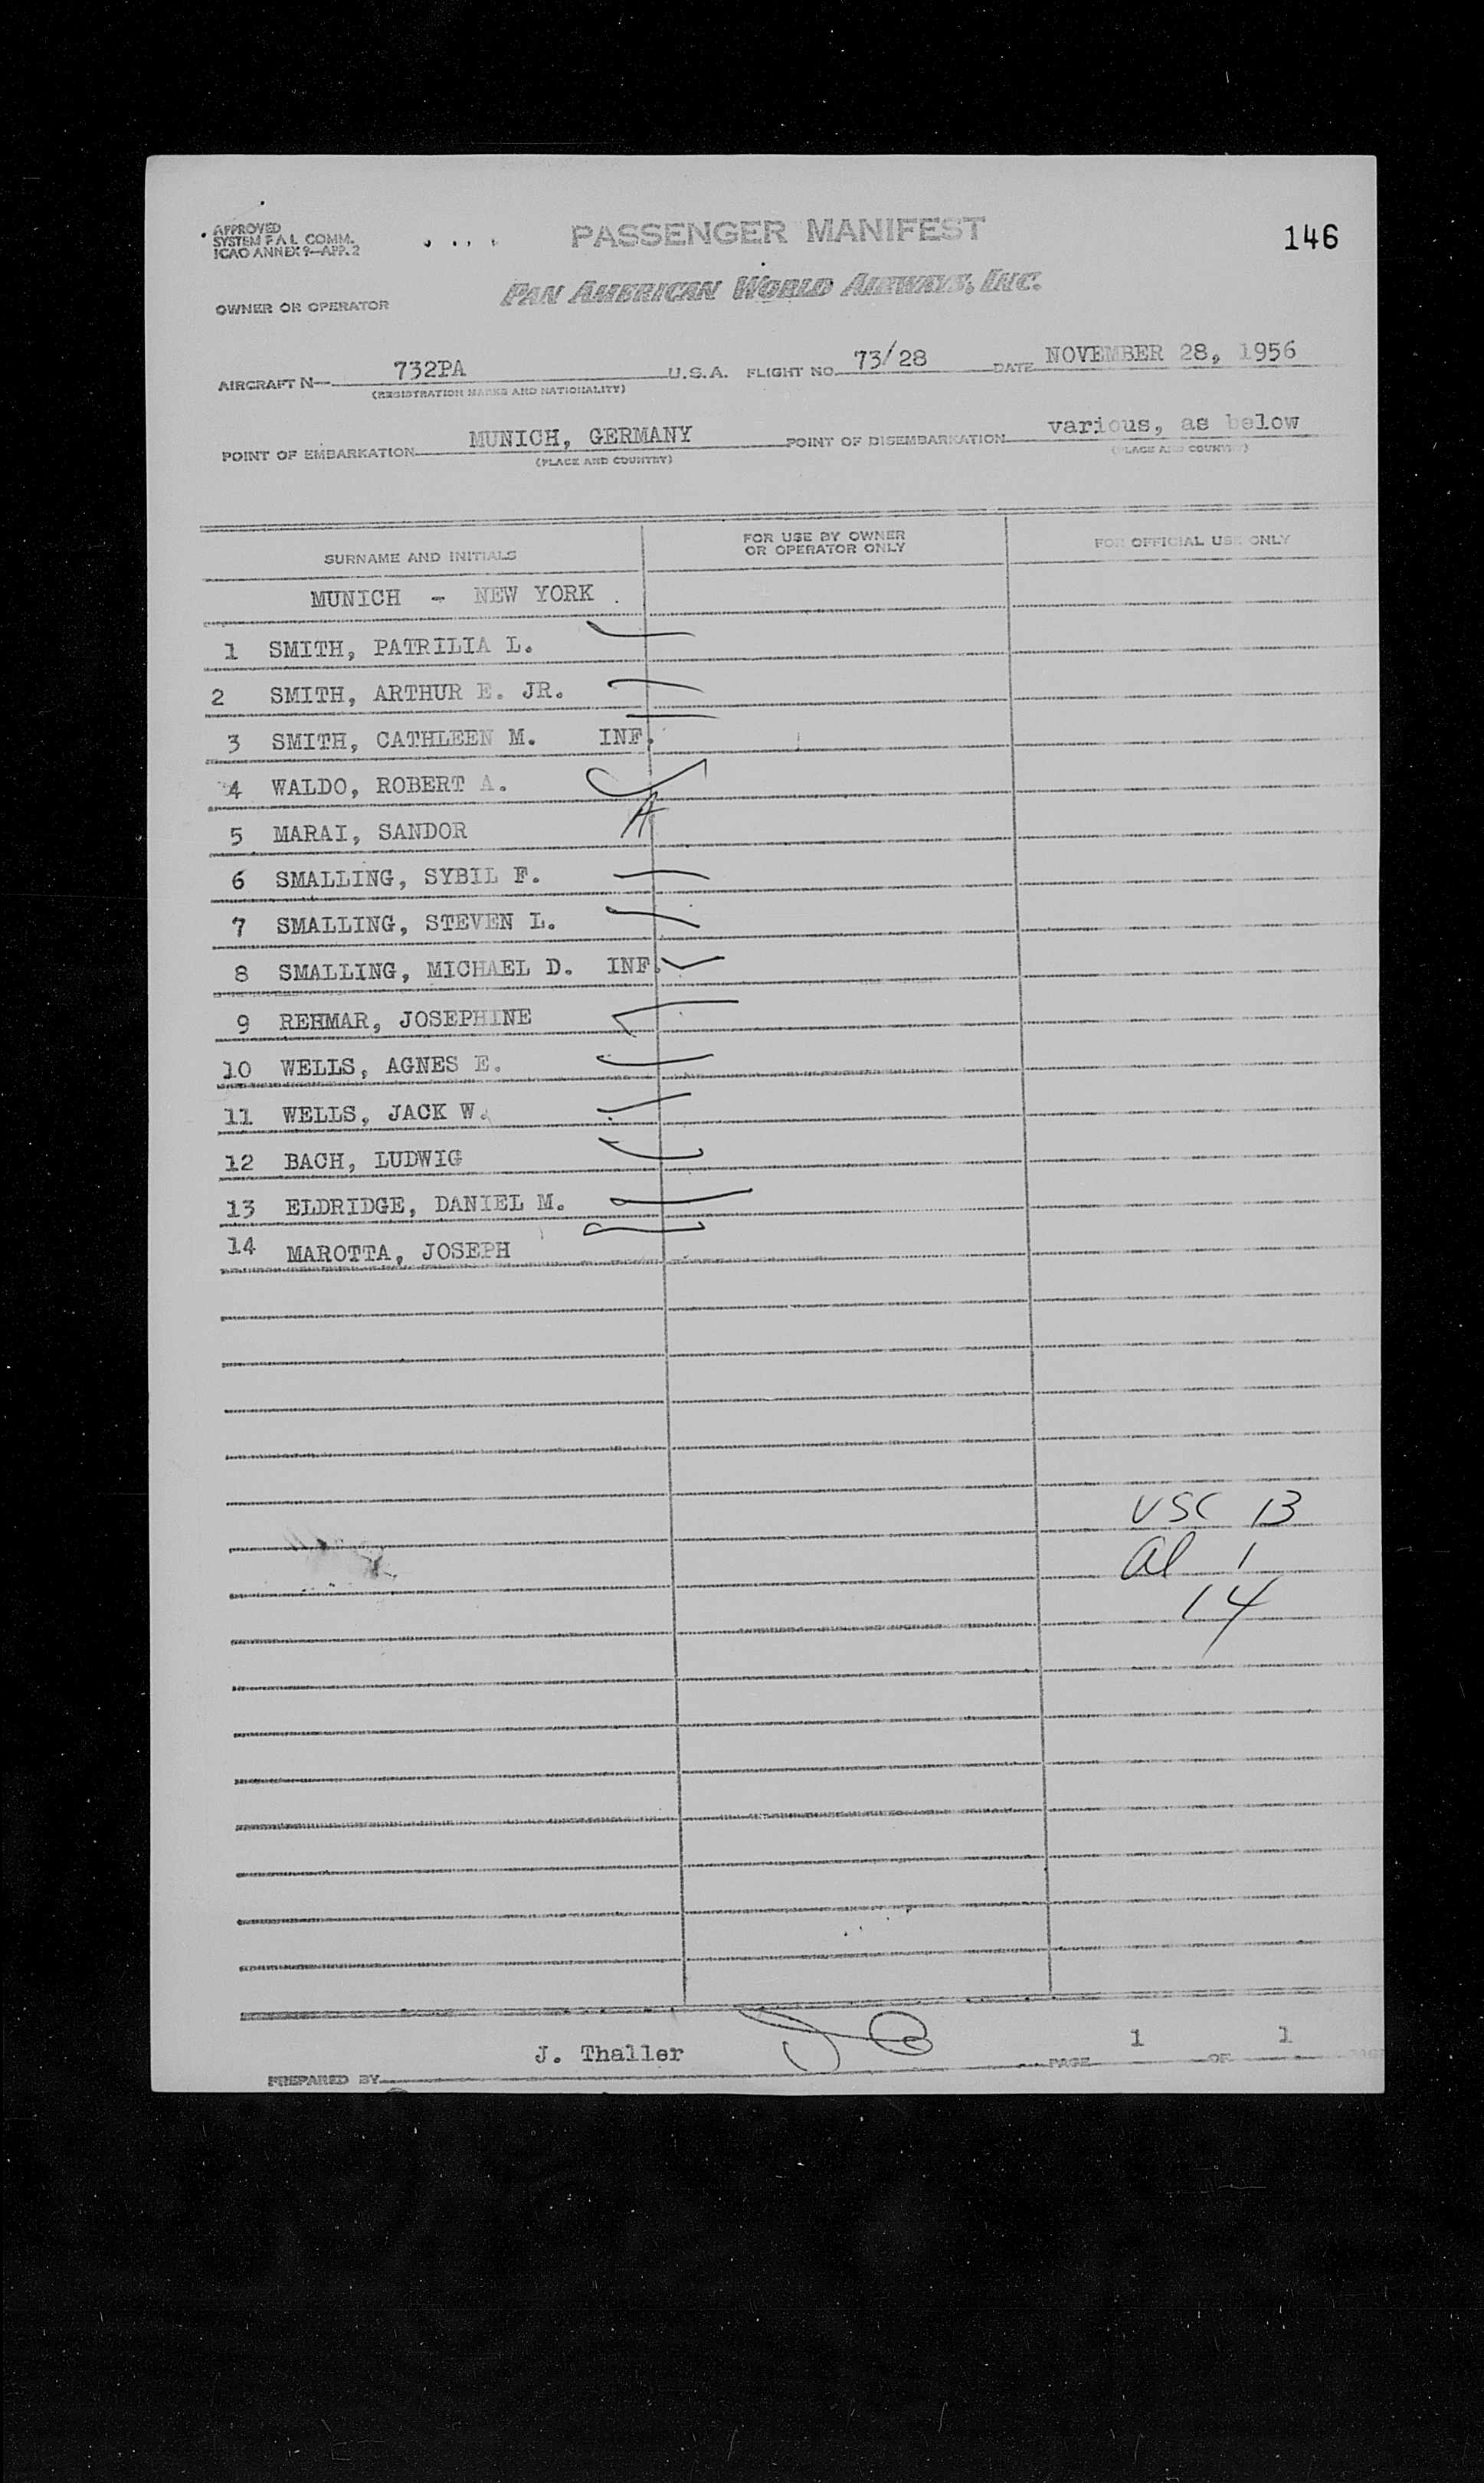 APPROVED
SYSTEM F A L COMM.
ICAO ANNEX 9—APP. 2
PASSENGER MANIFEST
146
PAN AMERICAN WORLD AIRWAYS, INC.
OWNER OR OPERATOR
AIRCRAFT N— 732PA U.S.A. FLIGHT NO. 73/28 DATE NOVEMBER 28, 1956
(REGISTRATION MARKS AND NATIONALITY)
POINT OF EMBARKATION MUNICH, GERMANY POINT OF DISEMBARKATION various, as below
(PLACE AND COUNTRY) (PLACE AND COUNTRY)
SURNAME AND INITIALS FOR USE BY OWNER OR OPERATOR ONLY FOR OFFICIAL USE ONLY
MUNICH - NEW YORK .
1 SMITH, PATRILIA L.
2 SMITH, ARTHUR E. JR.
3 SMITH, CATHLEEN M. INF.
4 WALDO, ROBERT A.
5 MARAI, SANDOR A
6 SMALLING, SYBIL F.
7 SMALLING, STEVEN L.
8 SMALLING, MICHAEL D. INF.
9 REHMAR, JOSEPHINE
10 WELLS, AGNES E.
11 WELLS, JACK W.
12 BACH, LUDWIG
13 ELDRIDGE, DANIEL M.
14 MAROTTA, JOSEPH
USC 13
al 1
14
PREPARED BY J. Thaller PAGE 1 OF 1